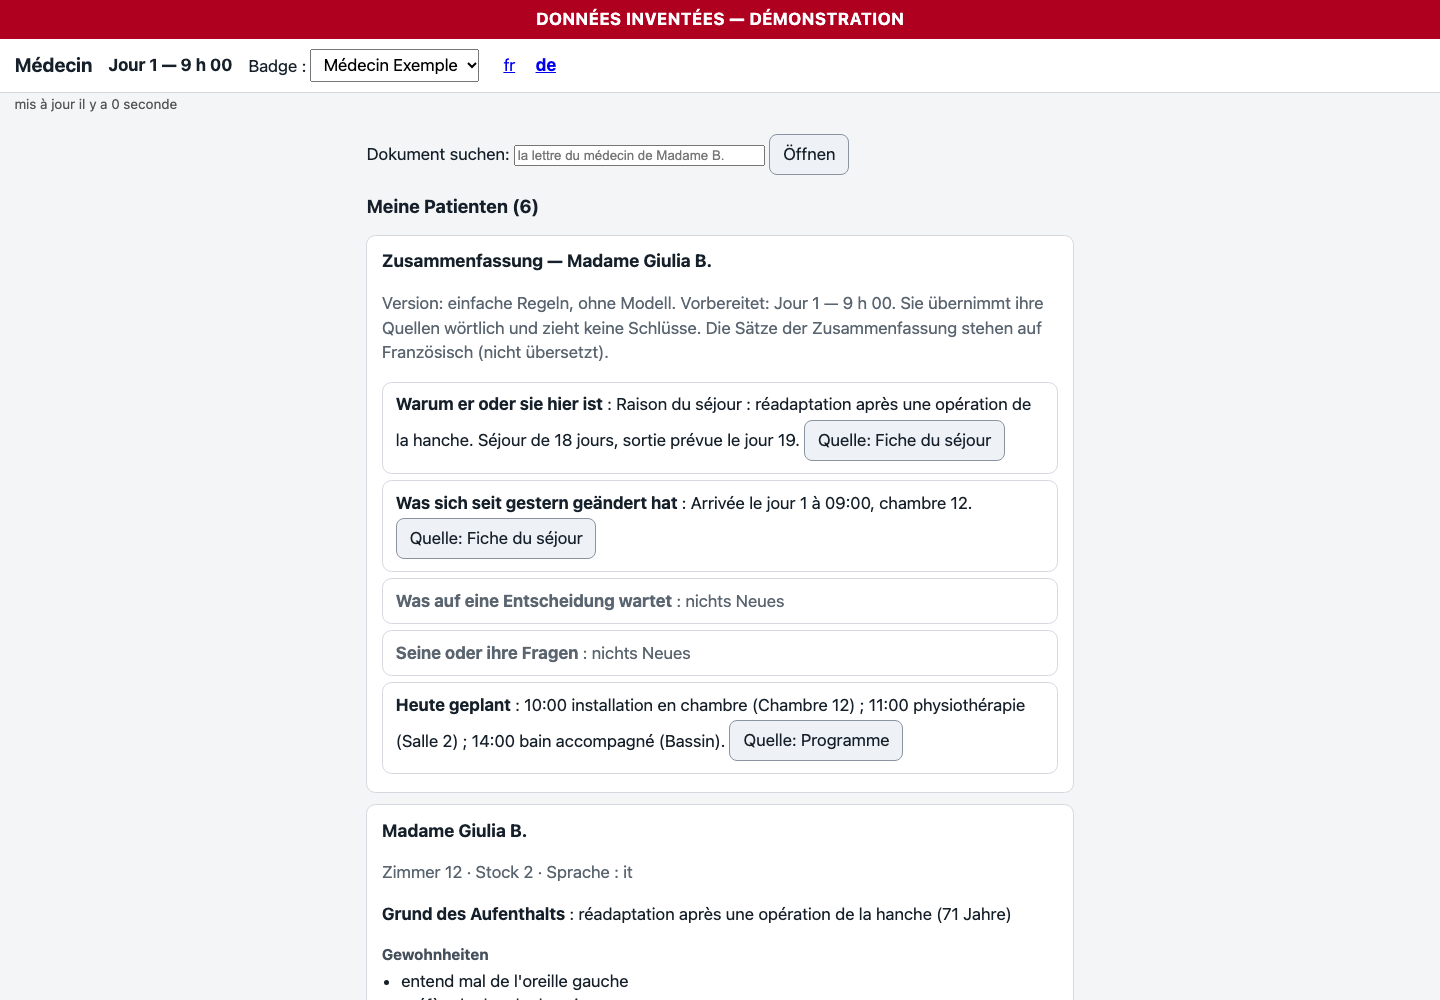 DONNÉES INVENTÉES — DÉMONSTRATION
Médecin Jour 1 — 9 h 00 Badge : Médecin Exemple fr de
mis à jour il y a 0 seconde
Dokument suchen: la lettre du médecin de Madame B. Öffnen
Meine Patienten (6)
Zusammenfassung — Madame Giulia B.
Version: einfache Regeln, ohne Modell. Vorbereitet: Jour 1 — 9 h 00. Sie übernimmt ihre
Quellen wörtlich und zieht keine Schlüsse. Die Sätze der Zusammenfassung stehen auf
Französisch (nicht übersetzt).
Warum er oder sie hier ist : Raison du séjour : réadaptation après une opération de
la hanche. Séjour de 18 jours, sortie prévue le jour 19. Quelle: Fiche du séjour
Was sich seit gestern geändert hat : Arrivée le jour 1 à 09:00, chambre 12.
Quelle: Fiche du séjour
Was auf eine Entscheidung wartet : nichts Neues
Seine oder ihre Fragen : nichts Neues
Heute geplant : 10:00 installation en chambre (Chambre 12) ; 11:00 physiothérapie
(Salle 2) ; 14:00 bain accompagné (Bassin). Quelle: Programme
Madame Giulia B.
Zimmer 12 · Stock 2 · Sprache : it
Grund des Aufenthalts : réadaptation après une opération de la hanche (71 Jahre)
Gewohnheiten
• entend mal de l'oreille gauche